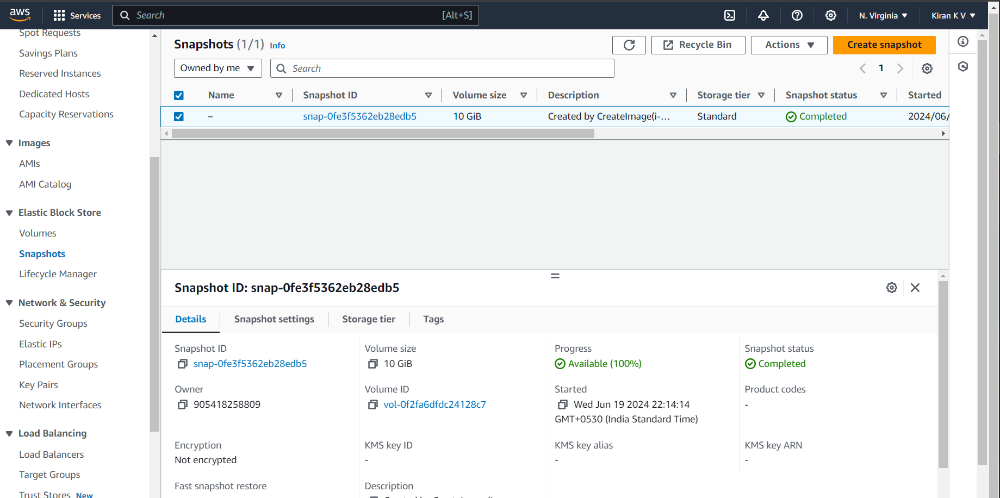 aws
Services
Search
[Alt+S]
N. Virginia
Kiran K V
Spot Requests
Savings Plans
Reserved Instances
Dedicated Hosts
Capacity Reservations
Images
AMIs
AMI Catalog
Elastic Block Store
Volumes
Snapshots
Lifecycle Manager
Network & Security
Security Groups
Elastic IPs
Placement Groups
Key Pairs
Network Interfaces
Load Balancing
Load Balancers
Target Groups
Trust Stores New
Snapshots (1/1) Info
Recycle Bin
Actions
Create snapshot
Owned by me
Search
1
Name Snapshot ID Volume size Description Storage tier Snapshot status Started
– snap-0fe3f5362eb28edb5 10 GiB Created by CreateImage(i-... Standard Completed 2024/06/
Snapshot ID: snap-0fe3f5362eb28edb5
Details Snapshot settings Storage tier Tags
Snapshot ID
snap-0fe3f5362eb28edb5
Volume size
10 GiB
Progress
Available (100%)
Snapshot status
Completed
Owner
905418258809
Volume ID
vol-0f2fa6dfdc24128c7
Started
Wed Jun 19 2024 22:14:14
GMT+0530 (India Standard Time)
Product codes
-
Encryption
Not encrypted
KMS key ID
-
KMS key alias
-
KMS key ARN
-
Fast snapshot restore
Description